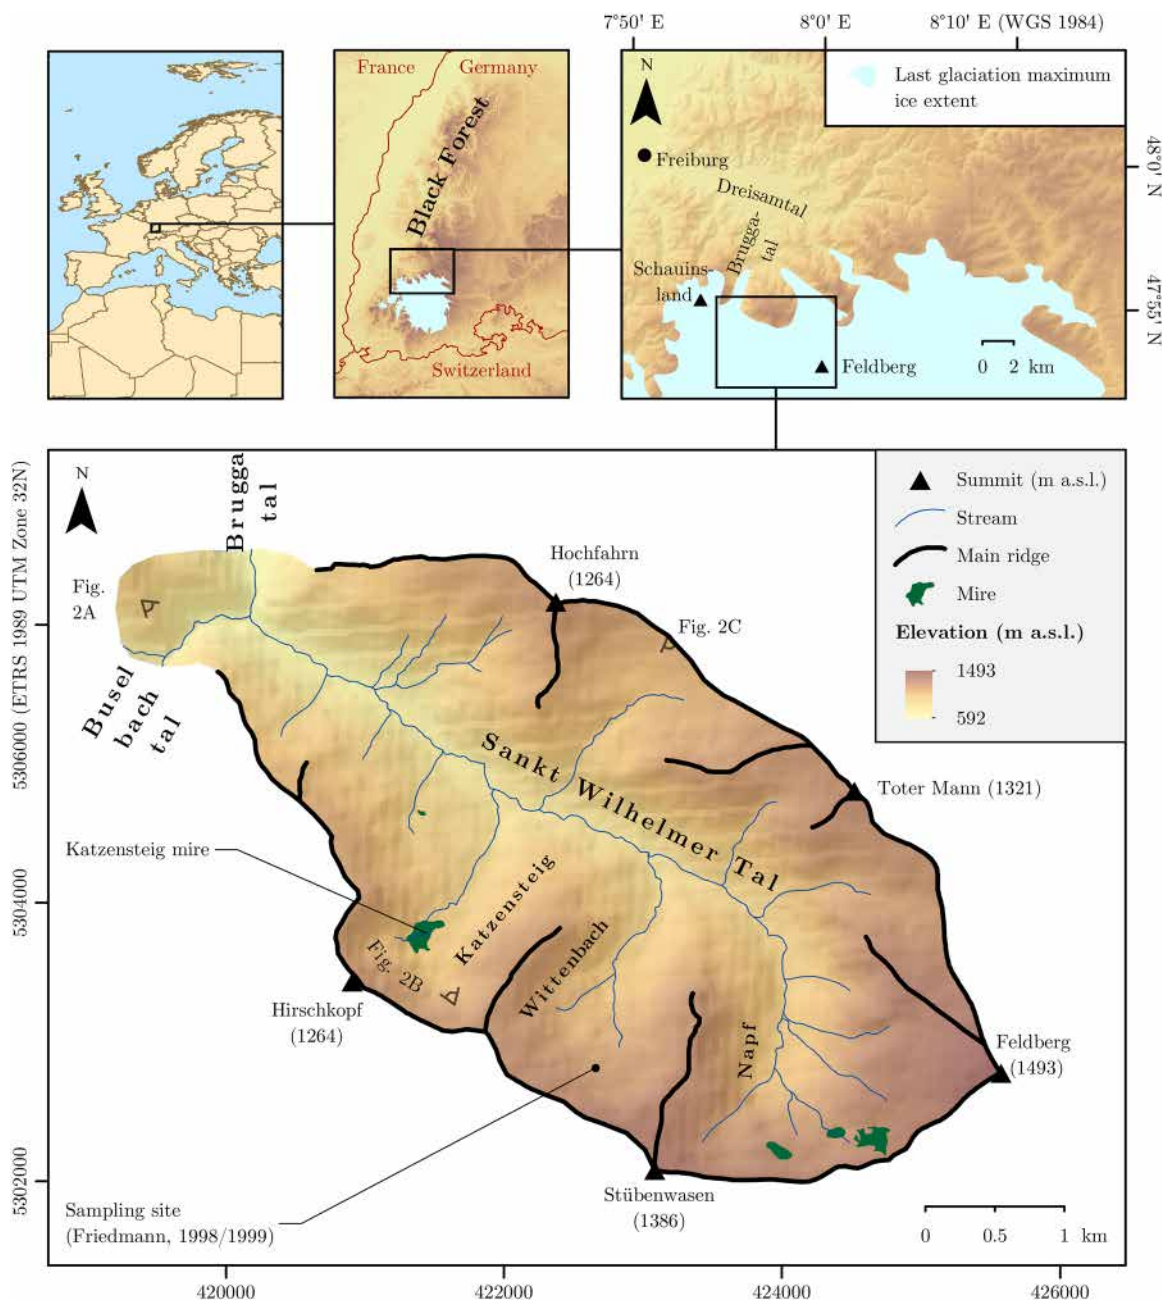 7°50' E
8°0' E
8°10' E (WGS 1984)
France
Germany
Black Forest
Switzerland
N
Last glaciation maximum
ice extent
Freiburg
Dreisamtal
Brugga-
tal
Schauins-
land
Feldberg
0 2 km
48°0' N
47°55' N
N
Brugga
tal
Fig.
2A
Busel
bach
tal
Hochfahrn
(1264)
Fig. 2C
Sankt Wilhelmer Tal
Toter Mann (1321)
Katzensteig mire
Katzensteig
Wittenbach
Fig. 2B
Napf
Hirschkopf
(1264)
Feldberg
(1493)
Stübenwasen
(1386)
Sampling site
(Friedmann, 1998/1999)
Summit (m a.s.l.)
Stream
Main ridge
Mire
Elevation (m a.s.l.)
1493
592
0 0.5 1 km
5306000 (ETRS 1989 UTM Zone 32N)
5304000
5302000
420000
422000
424000
426000